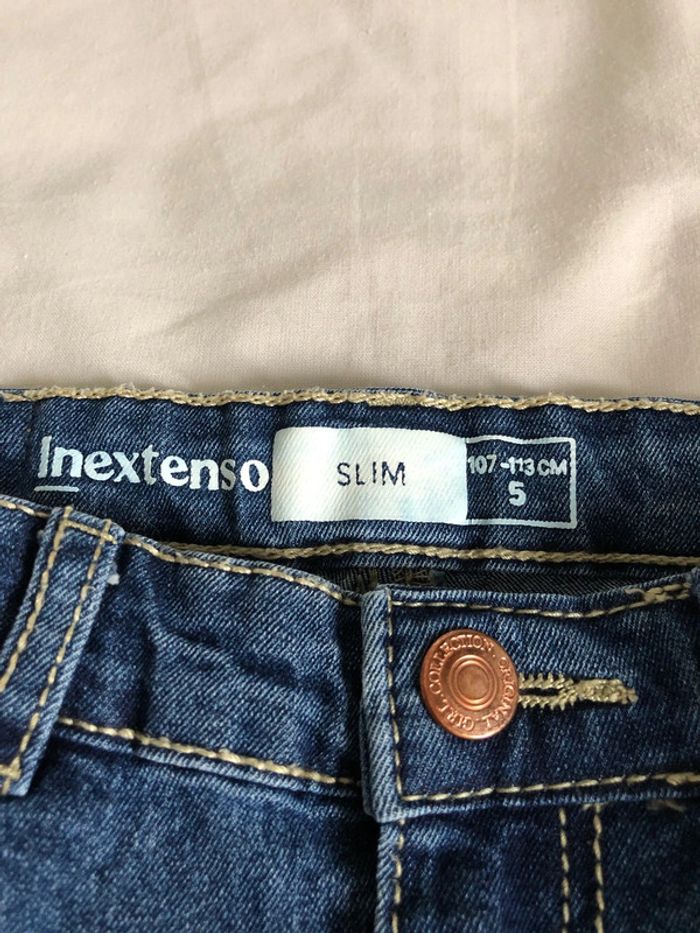 Inextenso
SLIM
107-113 CM
5
ORIGINAL. GIRL. COLLECTION.